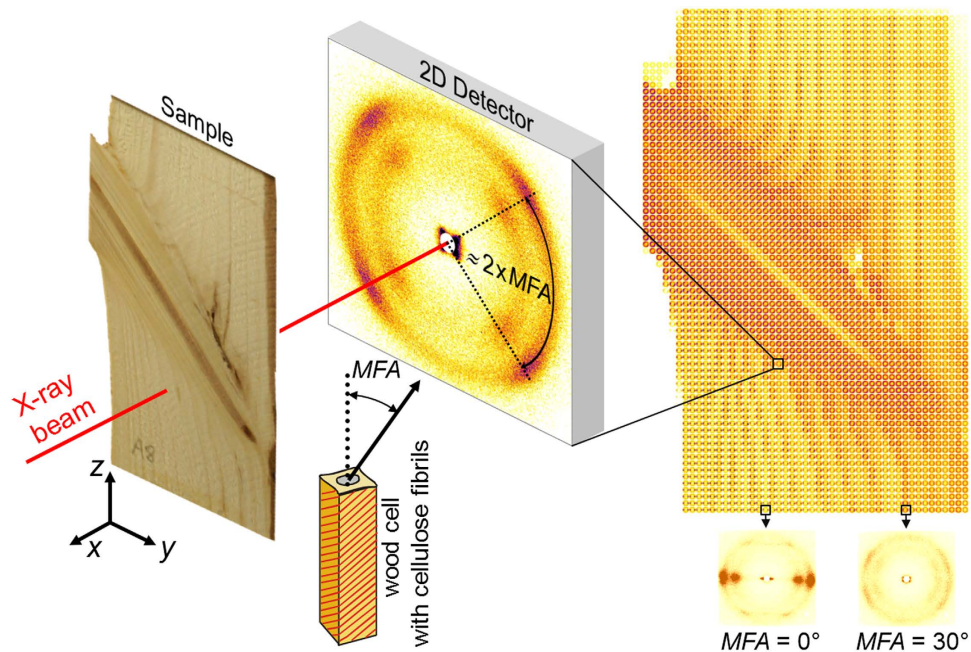 Sample
2D Detector
≈2xMFA
X-ray
beam
MFA
A8
z
x
y
wood cell
with cellulose fibrils
MFA = 0°
MFA = 30°